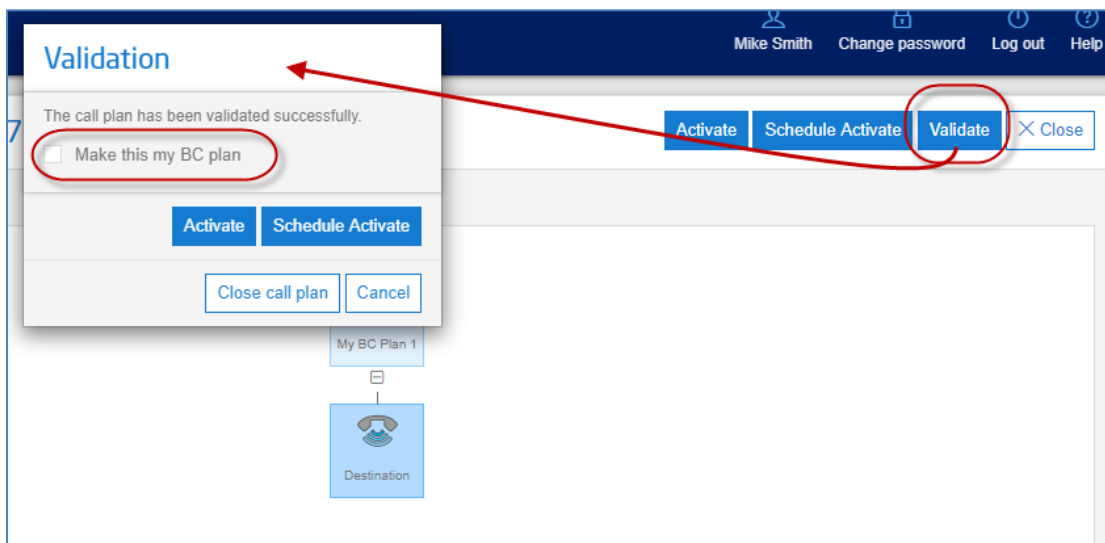 Mike Smith Change password Log out Help
Validation
The call plan has been validated successfully.
Make this my BC plan
Activate Schedule Activate
Close call plan Cancel
7
Activate Schedule Activate Validate Close
My BC Plan 1
Destination